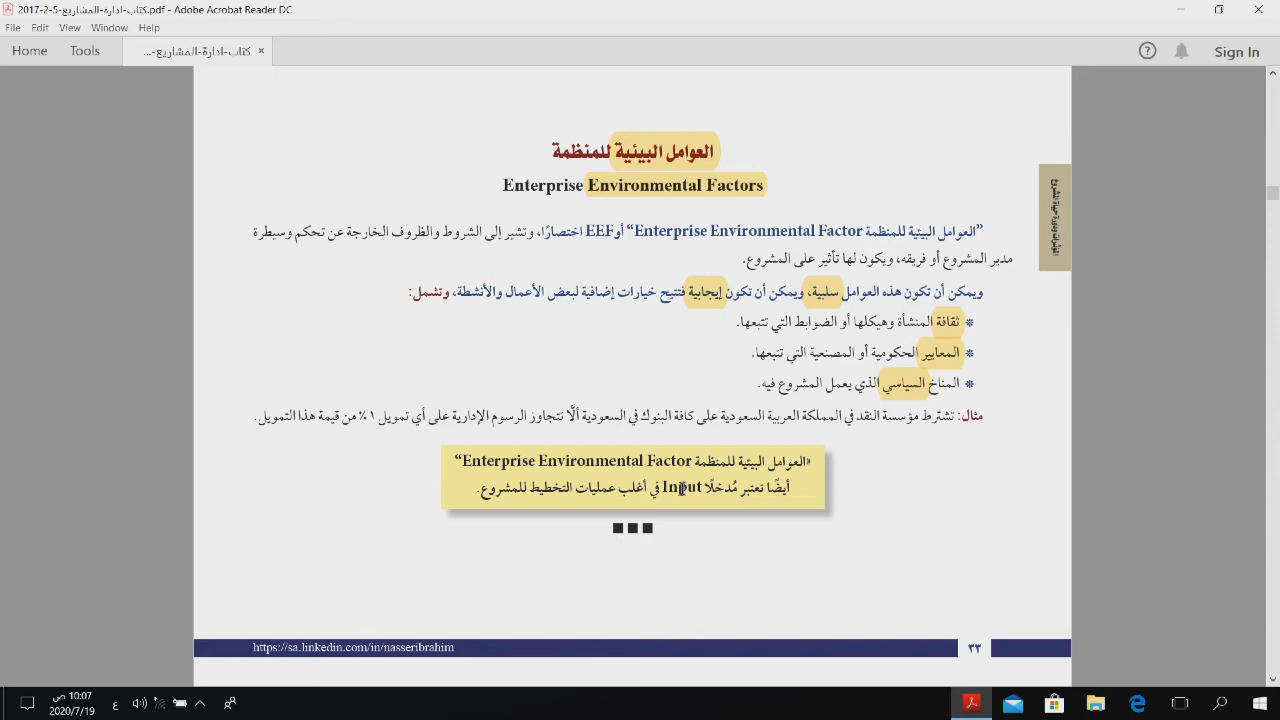 كتاب-ادارة-المشاريع-5-2-2017.pdf - Adobe Acrobat Reader DC
File Edit View Window Help
Home Tools كتاب-ادارة-المشاريع-... × Sign In
العوامل البيئية للمنظمة
Enterprise Environmental Factors
المؤثرات ودورة حياة المشروع
”العوامل البيئية للمنظمة Enterprise Environmental Factor“ أو EEF اختصارًا، وتشير إلى الشروط والظروف الخارجة عن تحكم وسيطرة
مدير المشروع أو فريقه، ويكون لها تأثير على المشروع.
ويمكن أن تكون هذه العوامل سلبية، ويمكن أن تكون إيجابية فتتيح خيارات إضافية لبعض الأعمال والأنشطة، وتشمل:
* ثقافة المنشأة وهيكلها أو الضوابط التي تتبعها.
* المعايير الحكومية أو المصنعية التي تتبعها.
* المناخ السياسي الذي يعمل المشروع فيه.
مثال: تشترط مؤسسة النقد في المملكة العربية السعودية على كافة البنوك في السعودية ألَّا تتجاوز الرسوم الإدارية على أي تمويل ١٪ من قيمة هذا التمويل.
«العوامل البيئية للمنظمة Enterprise Environmental Factor“
أيضًا تعتبر مُدخلًا Input في أغلب عمليات التخطيط للمشروع.
https://sa.linkedin.com/in/nasseribrahim ٣٣
10:07 ص
ع
2020/7/19